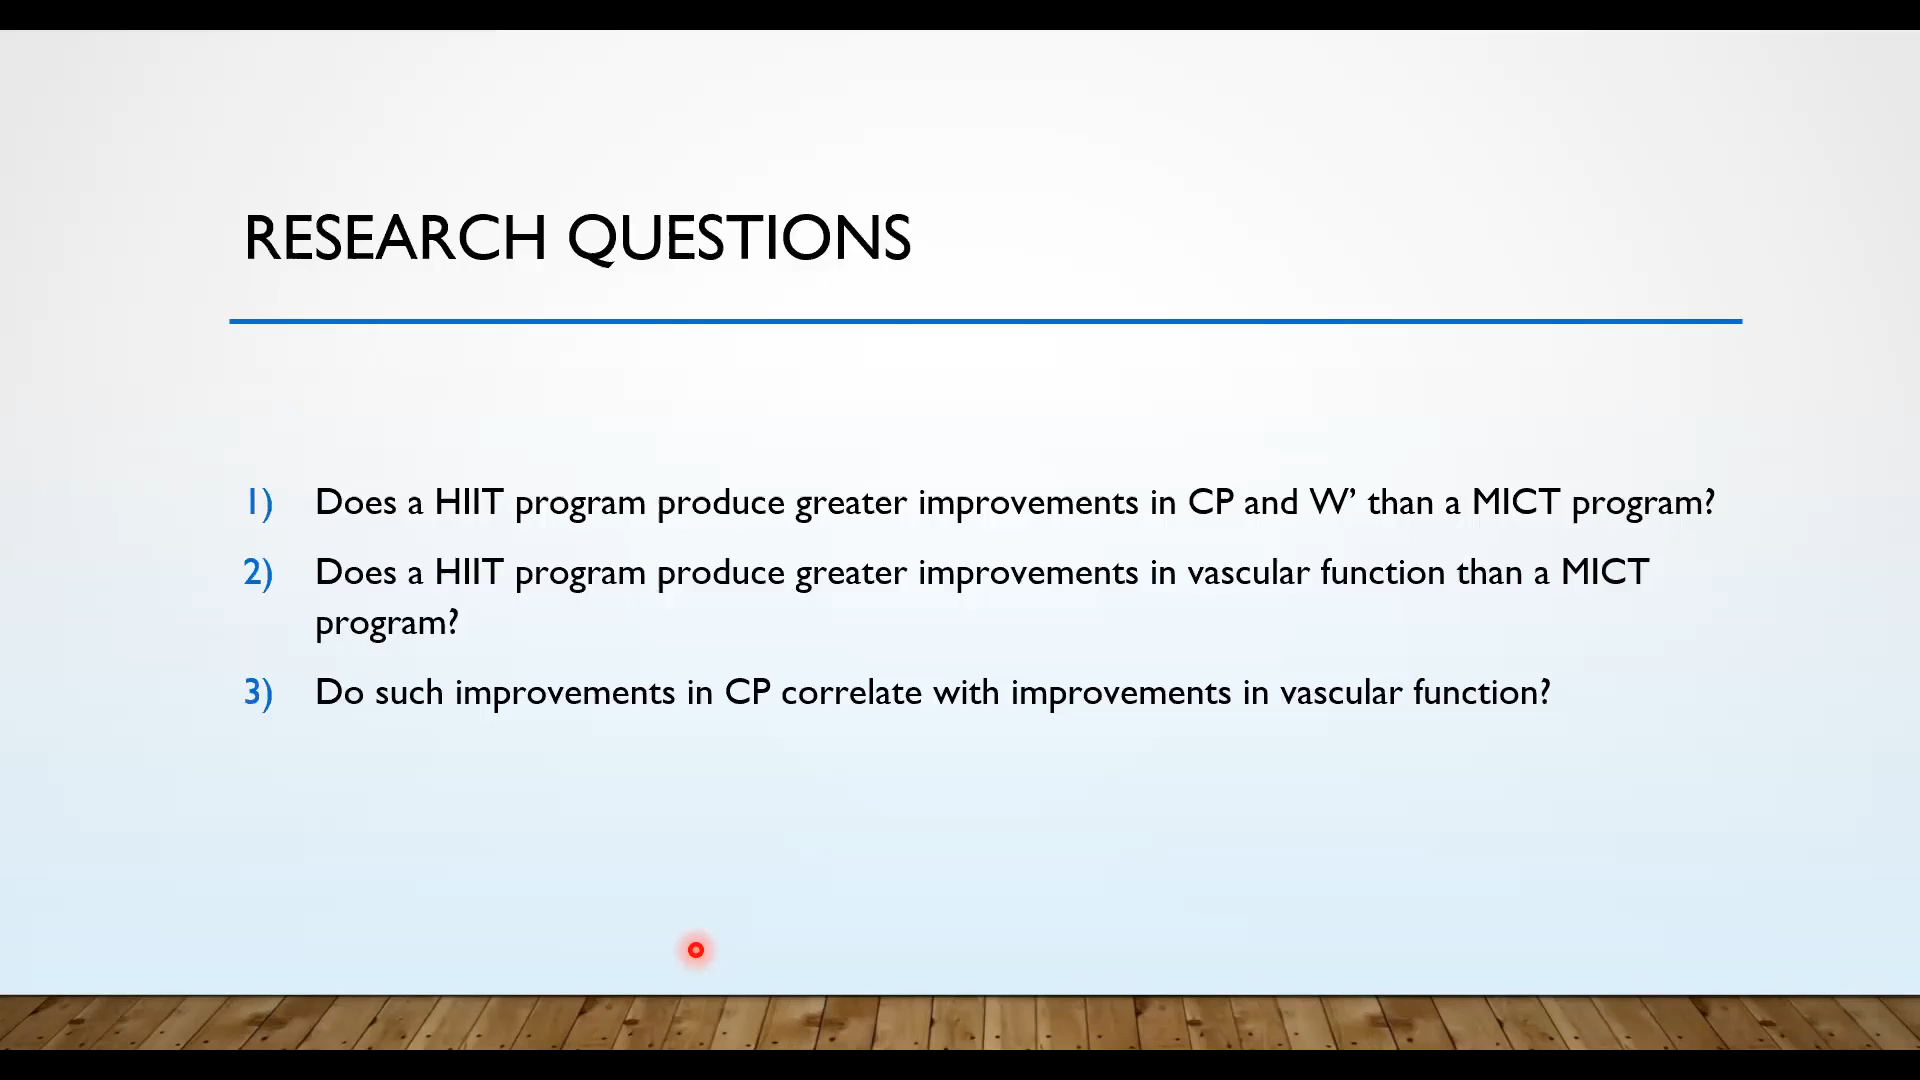 RESEARCH QUESTIONS
1) Does a HIIT program produce greater improvements in CP and W’ than a MICT program?
2) Does a HIIT program produce greater improvements in vascular function than a MICT
program?
3) Do such improvements in CP correlate with improvements in vascular function?